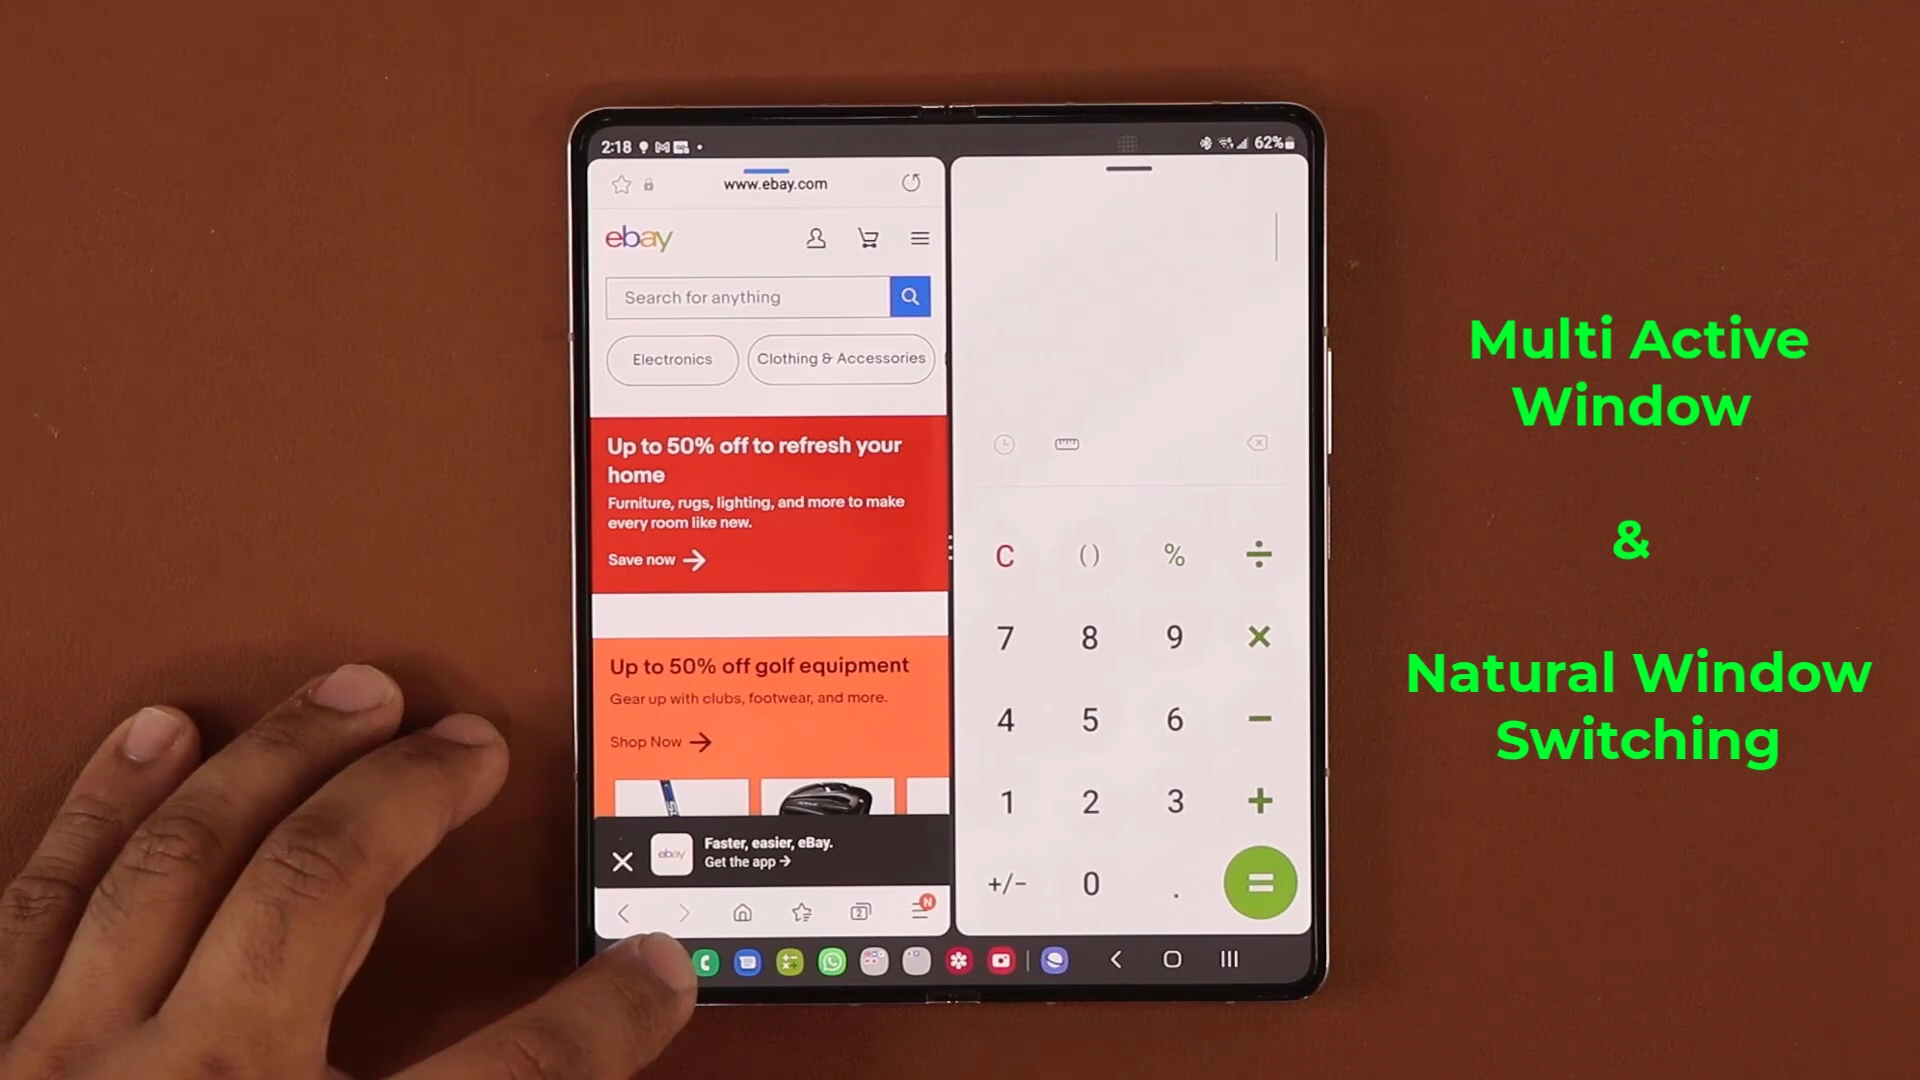 2:18
62%
www.ebay.com
ebay
Search for anything
Electronics
Clothing & Accessories
Up to 50% off to refresh your
home
Furniture, rugs, lighting, and more to make
every room like new.
Save now
Up to 50% off golf equipment
Gear up with clubs, footwear, and more.
Shop Now
ebay
Faster, easier, eBay.
Get the app
2
N
C ( ) % ÷
7 8 9 ×
4 5 6 −
1 2 3 +
+/− 0 . =
Multi Active
Window
&
Natural Window
Switching